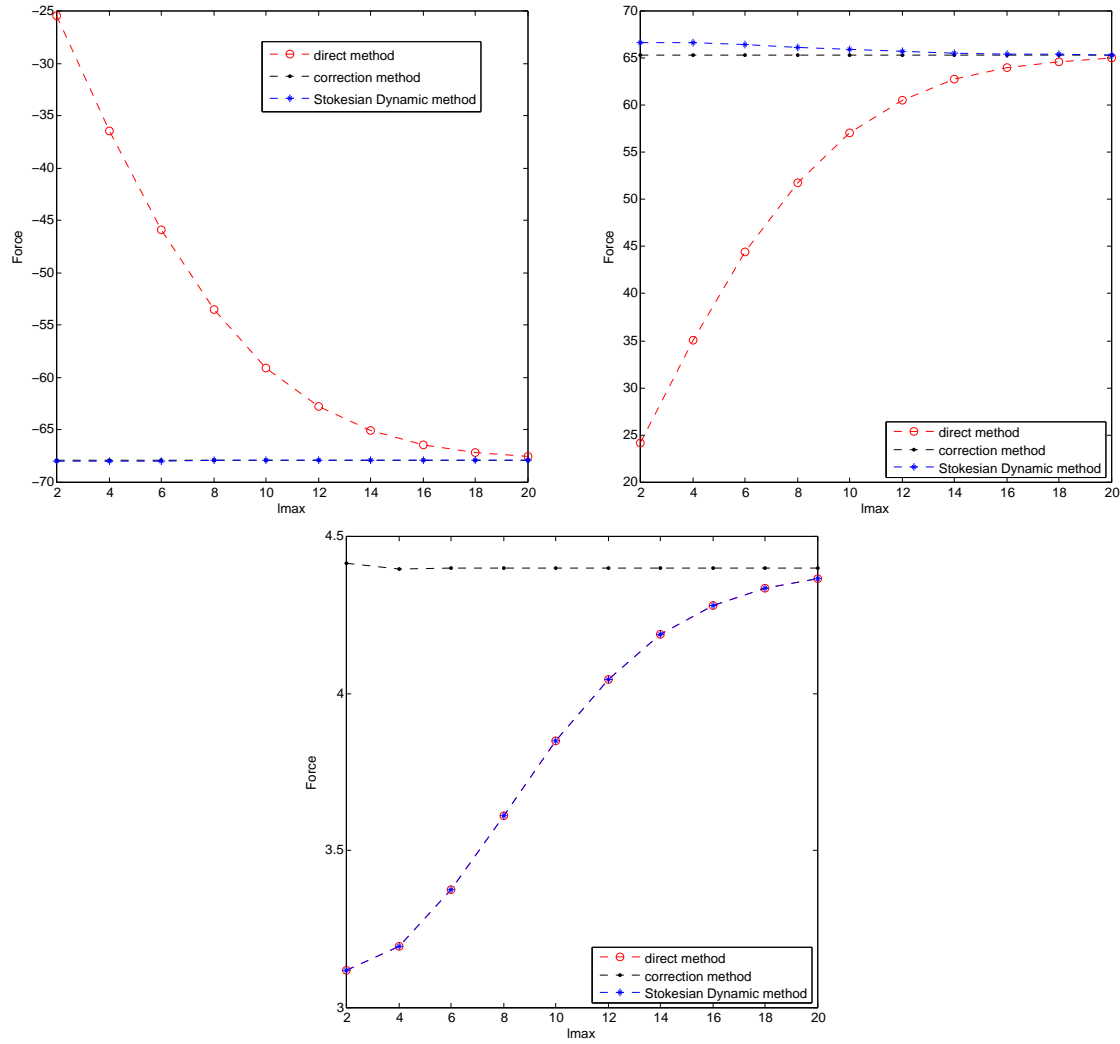 −25
−30
−35
−40
−45
−50
−55
−60
−65
−70
Force
2 4 6 8 10 12 14 16 18 20
lmax
direct method
correction method
Stokesian Dynamic method
70
65
60
55
50
45
40
35
30
25
20
Force
2 4 6 8 10 12 14 16 18 20
lmax
direct method
correction method
Stokesian Dynamic method
4.5
4
3.5
3
Force
2 4 6 8 10 12 14 16 18 20
lmax
direct method
correction method
Stokesian Dynamic method